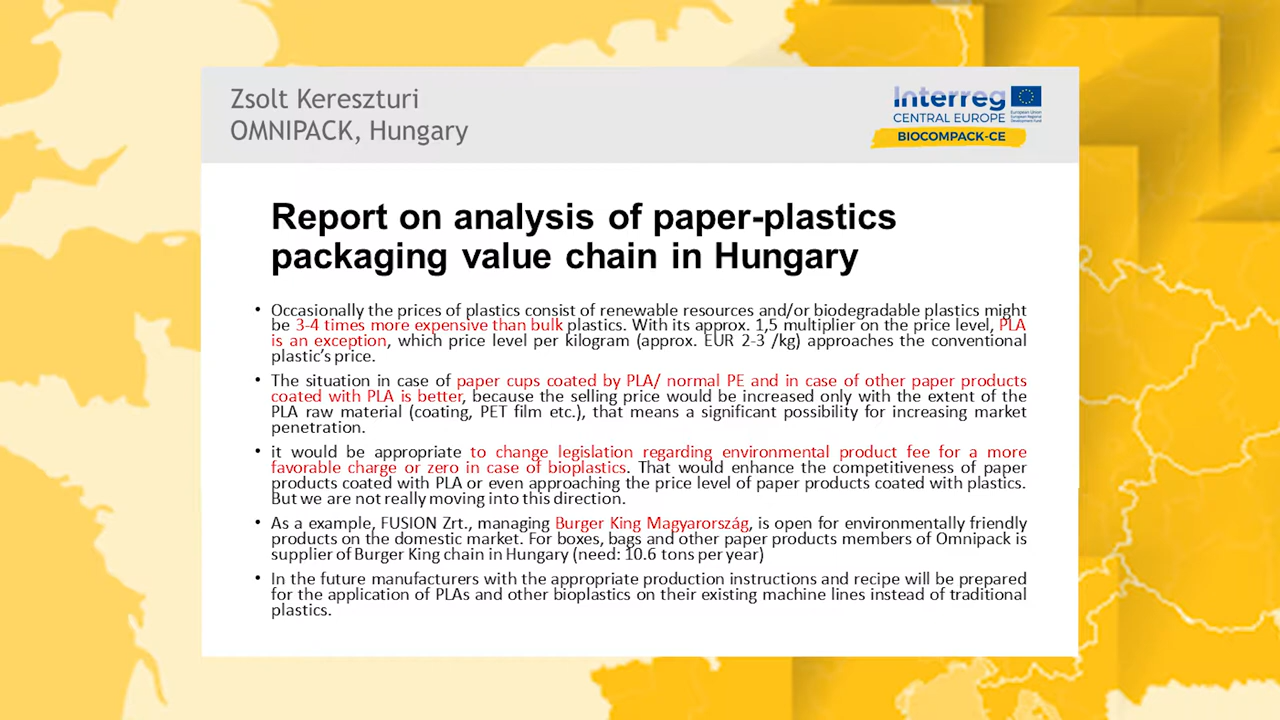 Zsolt Kereszturi
OMNIPACK, Hungary
Interreg
CENTRAL EUROPE
European Union
European Regional
Development Fund
BIOCOMPACK-CE
Report on analysis of paper-plastics
packaging value chain in Hungary
• Occasionally the prices of plastics consist of renewable resources and/or biodegradable plastics might
be 3-4 times more expensive than bulk plastics. With its approx. 1,5 multiplier on the price level, PLA
is an exception, which price level per kilogram (approx. EUR 2-3 /kg) approaches the conventional
plastic's price.
• The situation in case of paper cups coated by PLA/ normal PE and in case of other paper products
coated with PLA is better, because the selling price would be increased only with the extent of the
PLA raw material (coating, PET film etc.), that means a significant possibility for increasing market
penetration.
• it would be appropriate to change legislation regarding environmental product fee for a more
favorable charge or zero in case of bioplastics. That would enhance the competitiveness of paper
products coated with PLA or even approaching the price level of paper products coated with plastics.
But we are not really moving into this direction.
• As a example, FUSION Zrt., managing Burger King Magyarország, is open for environmentally friendly
products on the domestic market. For boxes, bags and other paper products members of Omnipack is
supplier of Burger King chain in Hungary (need: 10.6 tons per year)
• In the future manufacturers with the appropriate production instructions and recipe will be prepared
for the application of PLAs and other bioplastics on their existing machine lines instead of traditional
plastics.